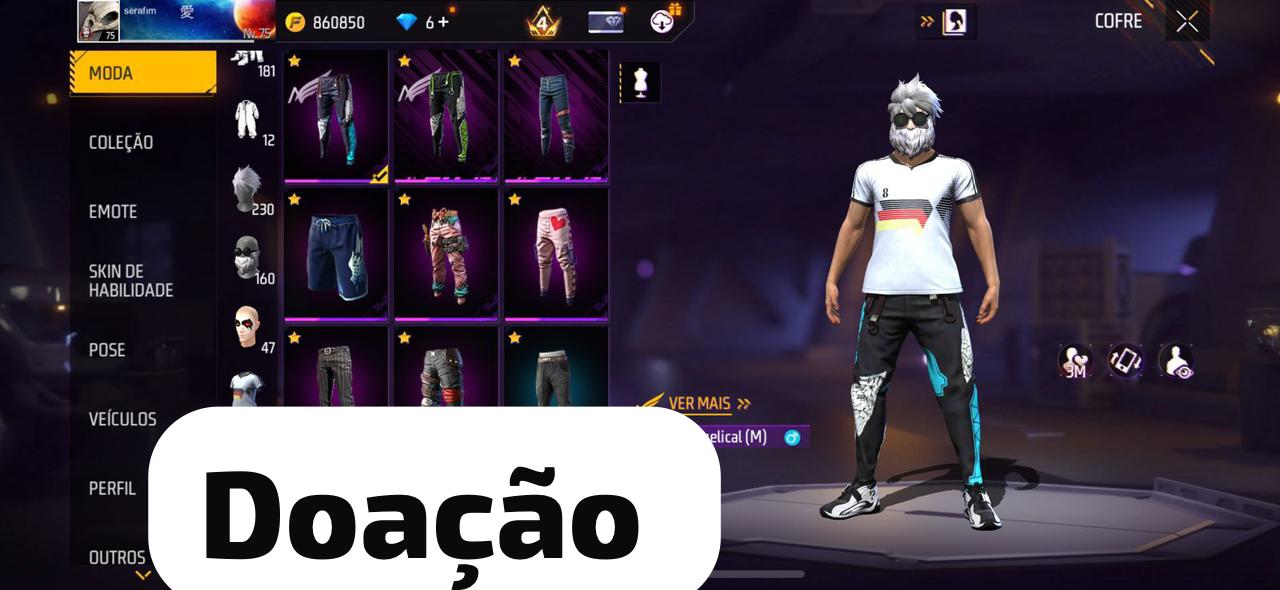 serafim
愛
75
Nv. 75
860850
6+
4
COFRE
MODA
COLEÇÃO
EMOTE
SKIN DE
HABILIDADE
POSE
VEÍCULOS
PERFIL
OUTROS
181
12
230
160
47
8
3M
VER MAIS
elical (M)
Doação